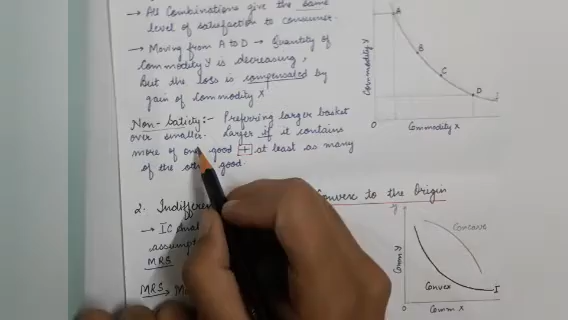 → All Combinations give the same
level of satisfaction to consumer.
→ Moving from A to D → Quantity of
Commodity Y is decreasing,
But the loss is compensated by
gain of Commodity X
Non-Satiety:- Preferring larger basket
over smaller. Larger if it contains
more of one good + at least as many
of the other good.
2. Convex to the Origin
→ IC
MRS
MRS →
A
B
C
D
Commodity Y
O
Commodity X
Y
Concave
Convex
I
Comm Y
O
Comm X